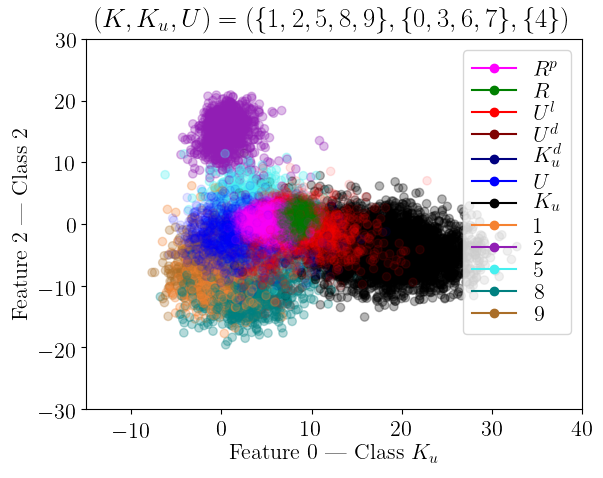 (K, K_u, U) = ({1, 2, 5, 8, 9}, {0, 3, 6, 7}, {4})
30
20
10
0
−10
−20
−30
Feature 2 — Class 2
R^p
R
U^l
U^d
K_u^d
U
K_u
1
2
5
8
9
−10
0
10
20
30
40
Feature 0 — Class K_u